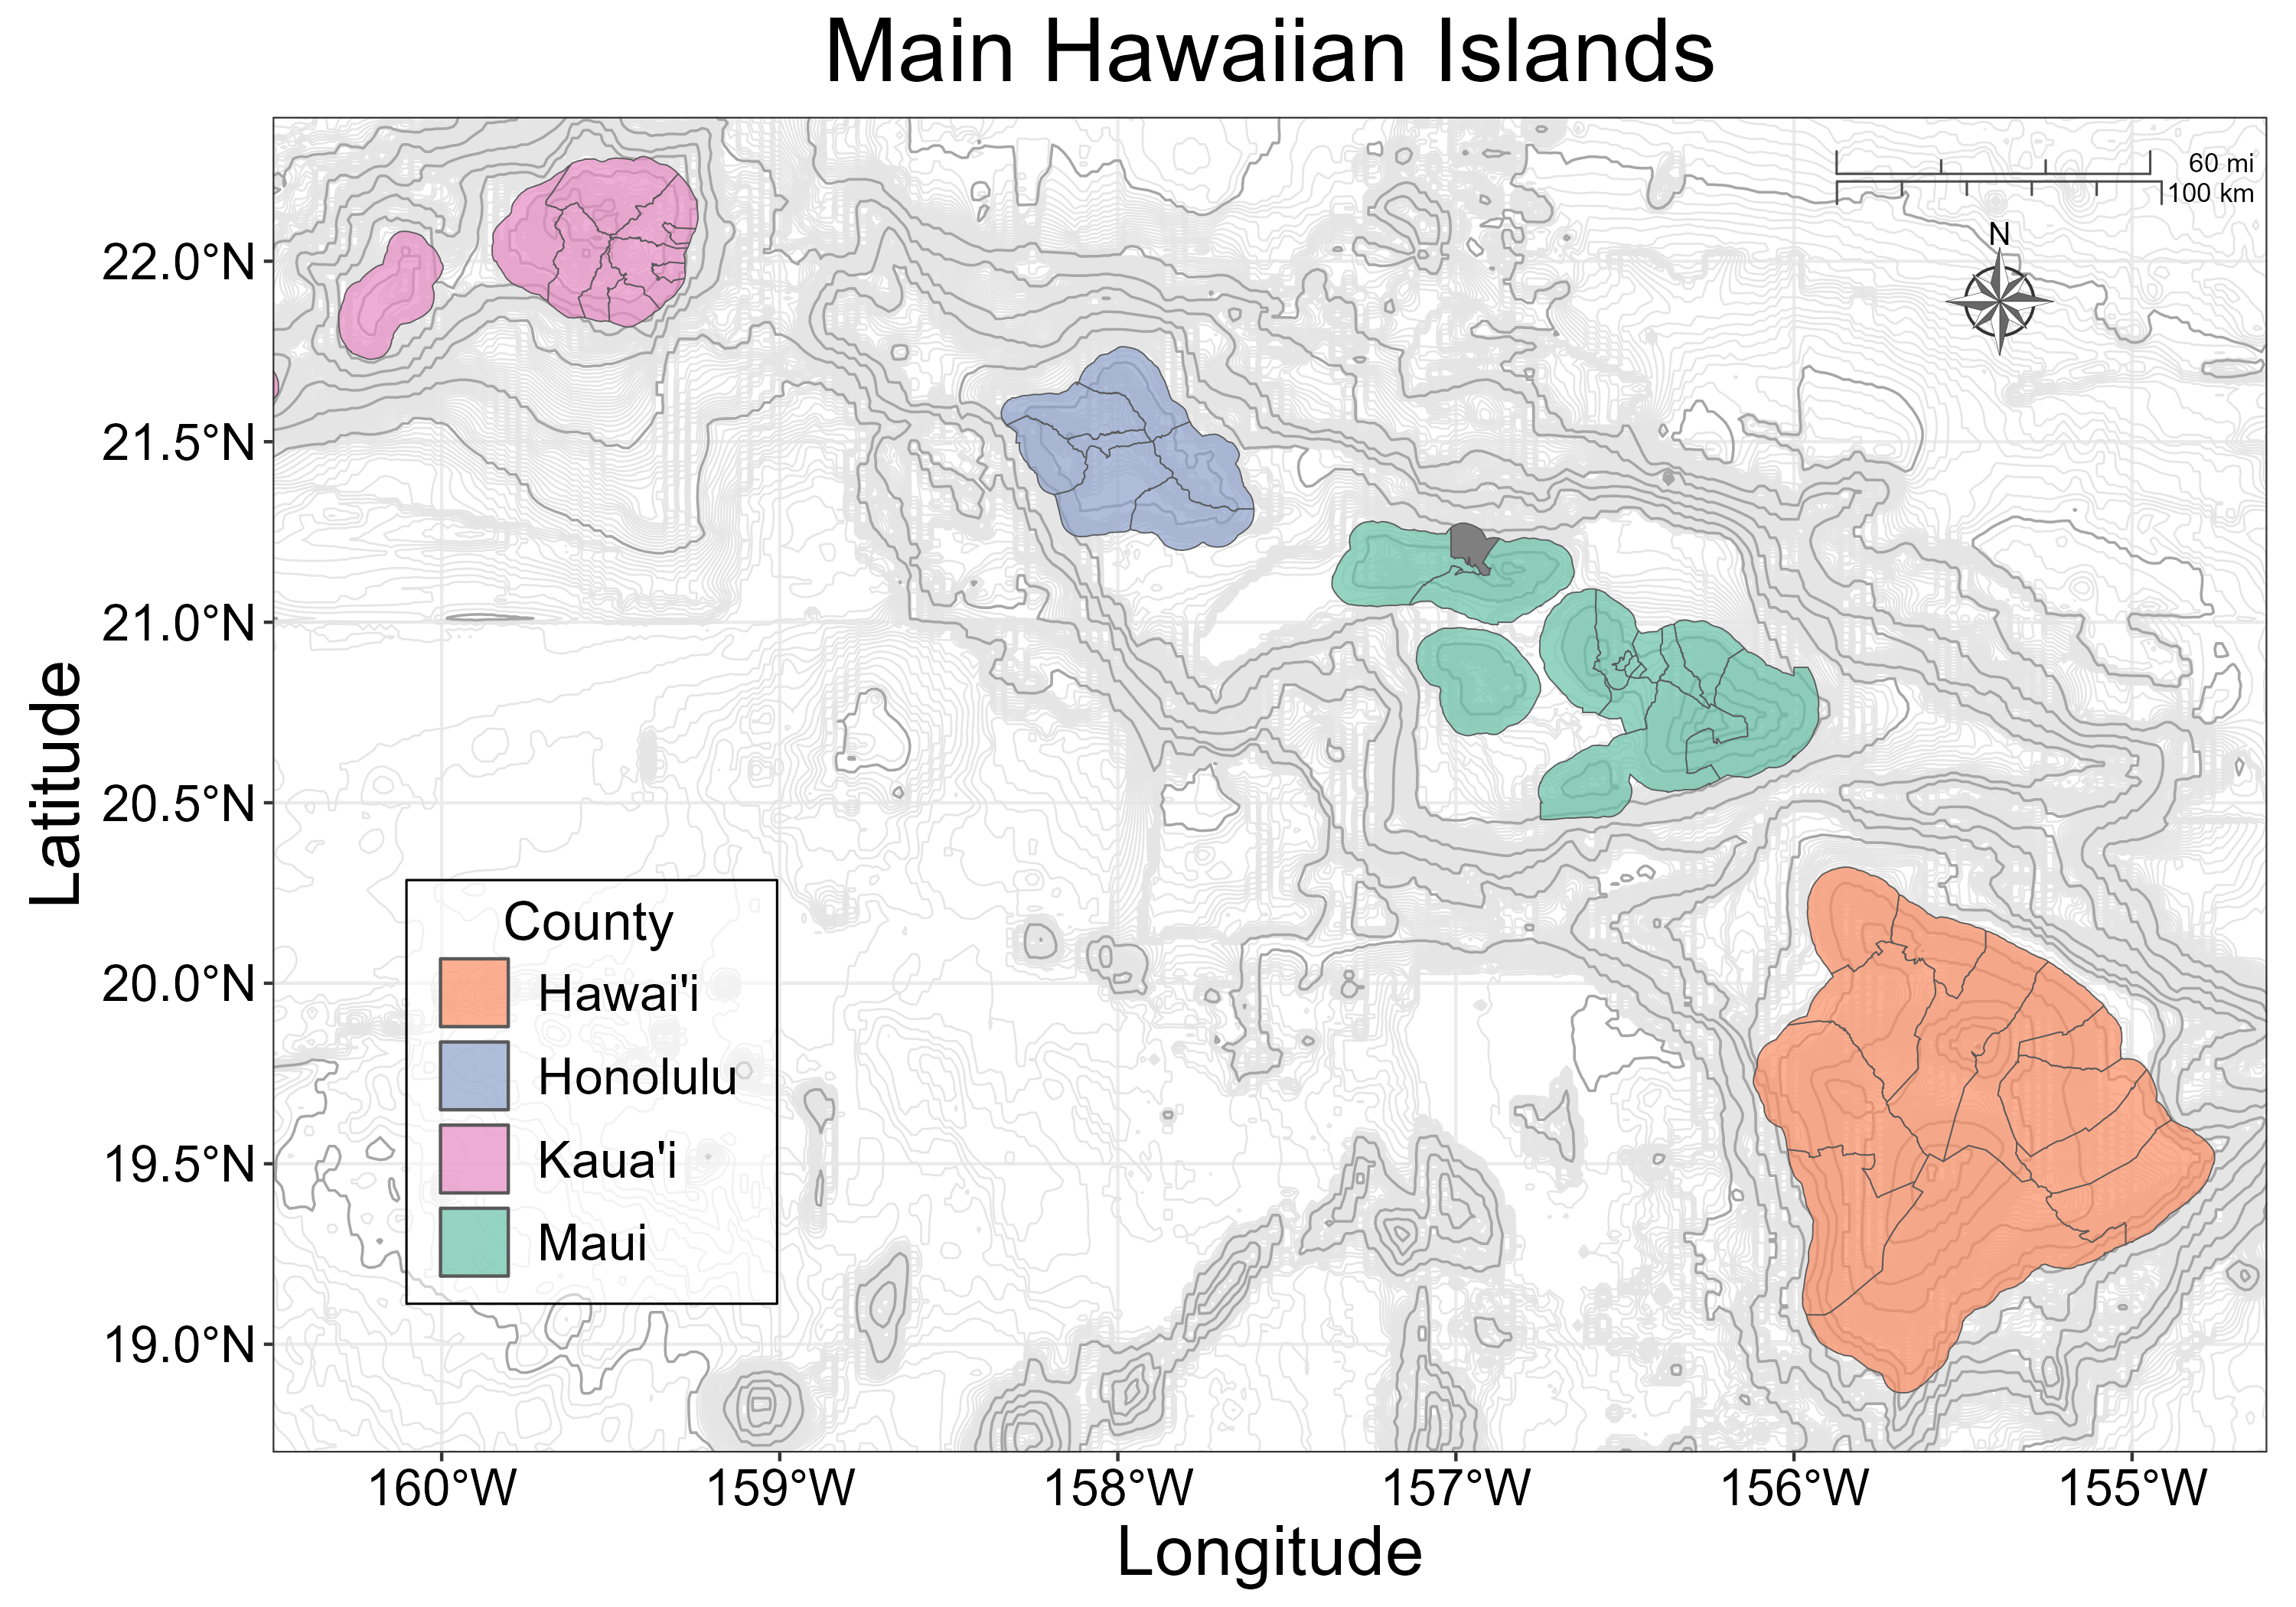 Main Hawaiian Islands
60 mi
100 km
N
22.0°N
21.5°N
21.0°N
20.5°N
20.0°N
19.5°N
19.0°N
Latitude
County
Hawai'i
Honolulu
Kaua'i
Maui
160°W 159°W 158°W 157°W 156°W 155°W
Longitude